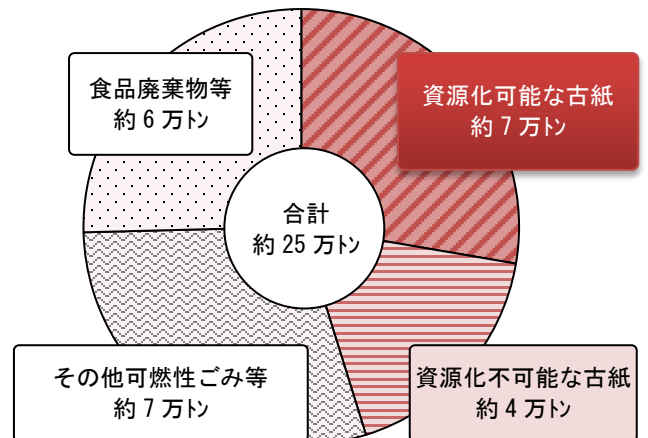 食品廃棄物等
約 6 万トン
資源化可能な古紙
約 7 万トン
合計
約 25 万トン
その他可燃性ごみ等
約 7 万トン
資源化不可能な古紙
約 4 万トン